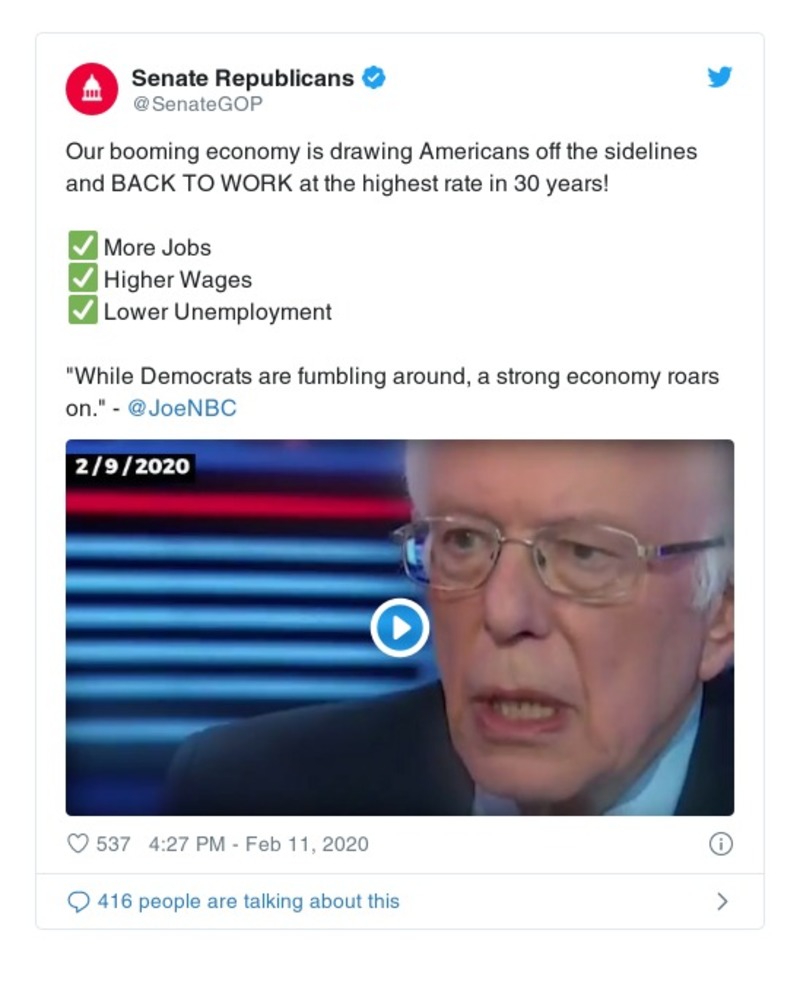 Senate Republicans
@SenateGOP
Our booming economy is drawing Americans off the sidelines
and BACK TO WORK at the highest rate in 30 years!
✅ More Jobs
✅ Higher Wages
✅ Lower Unemployment
"While Democrats are fumbling around, a strong economy roars
on." - @JoeNBC
2/9/2020
537 4:27 PM - Feb 11, 2020
416 people are talking about this